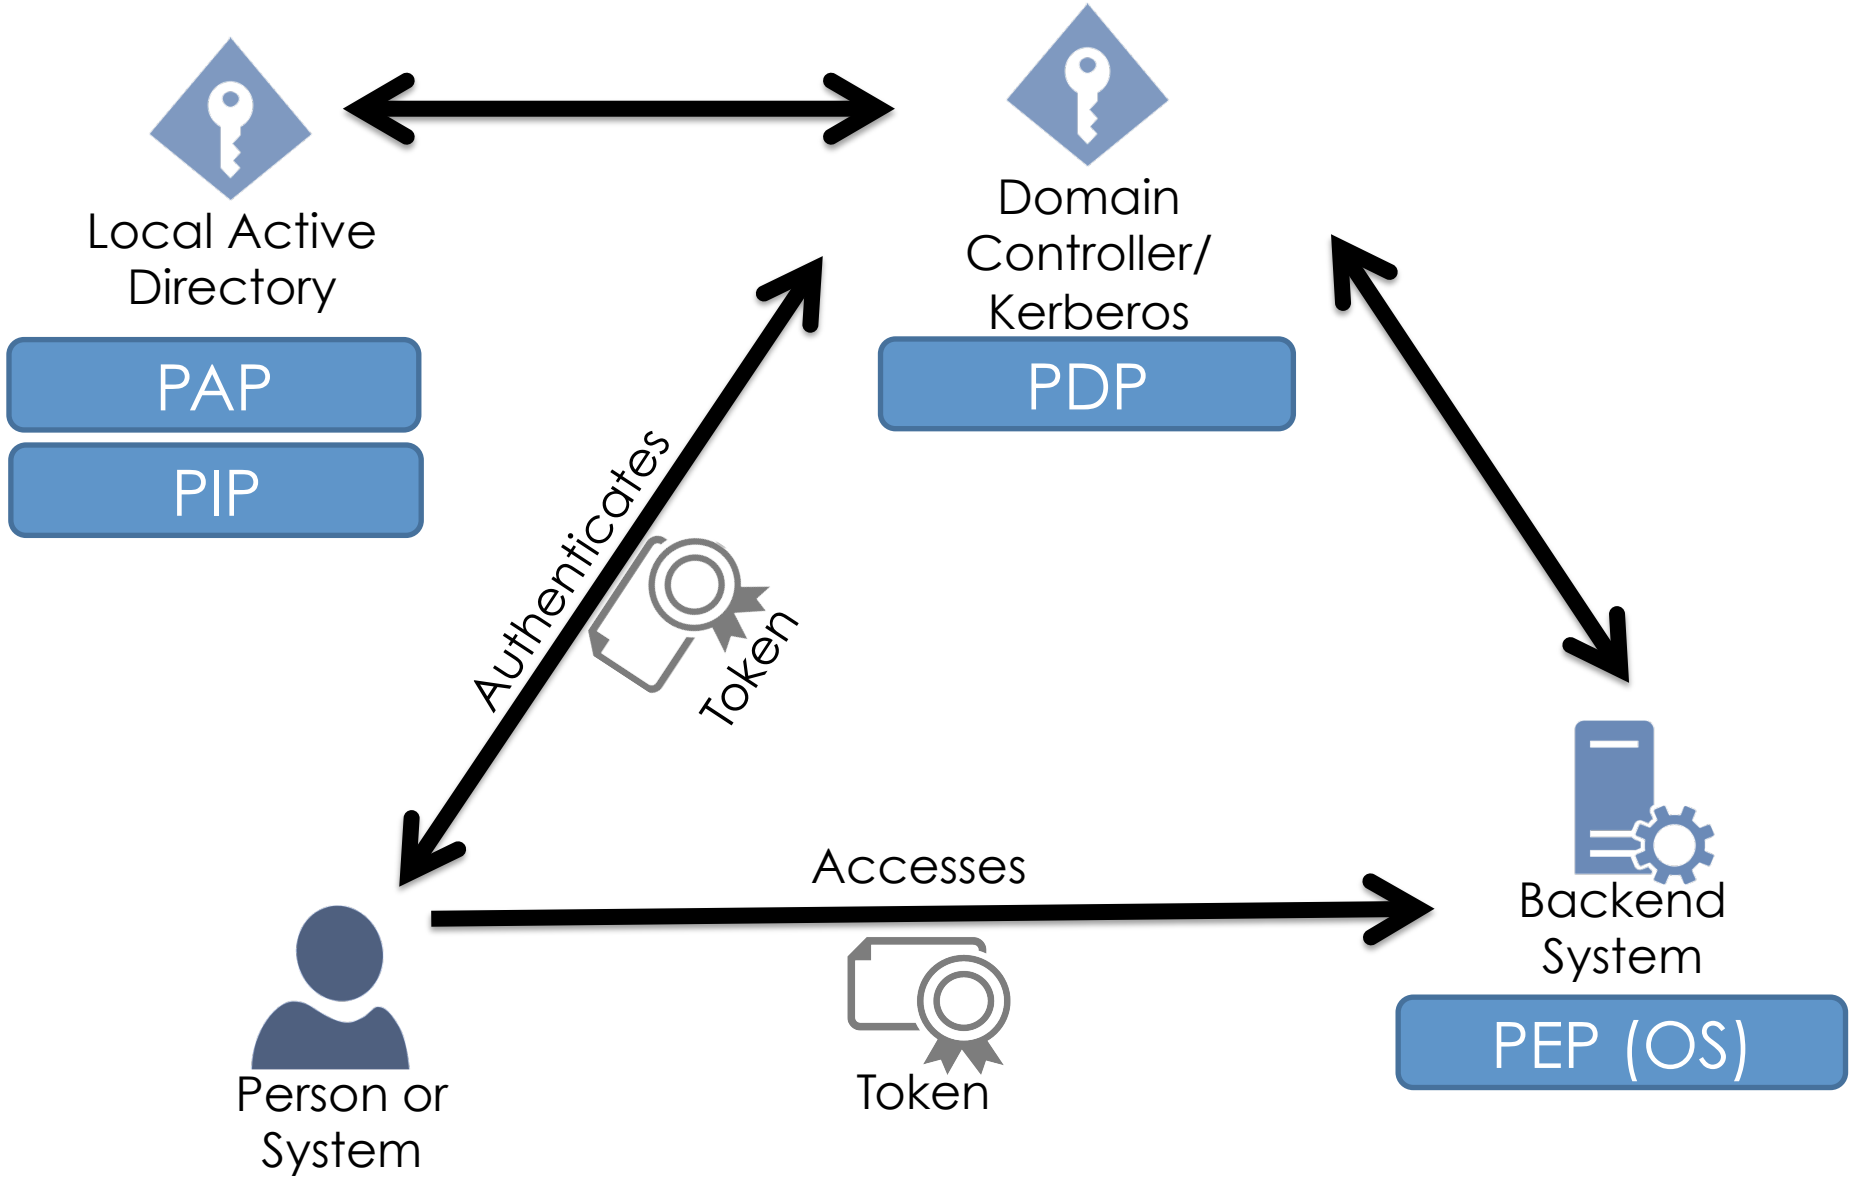 Local Active
Directory
PAP
PIP
Domain
Controller/
Kerberos
PDP
Authenticates
Token
Accesses
Token
Person or
System
Backend
System
PEP (OS)